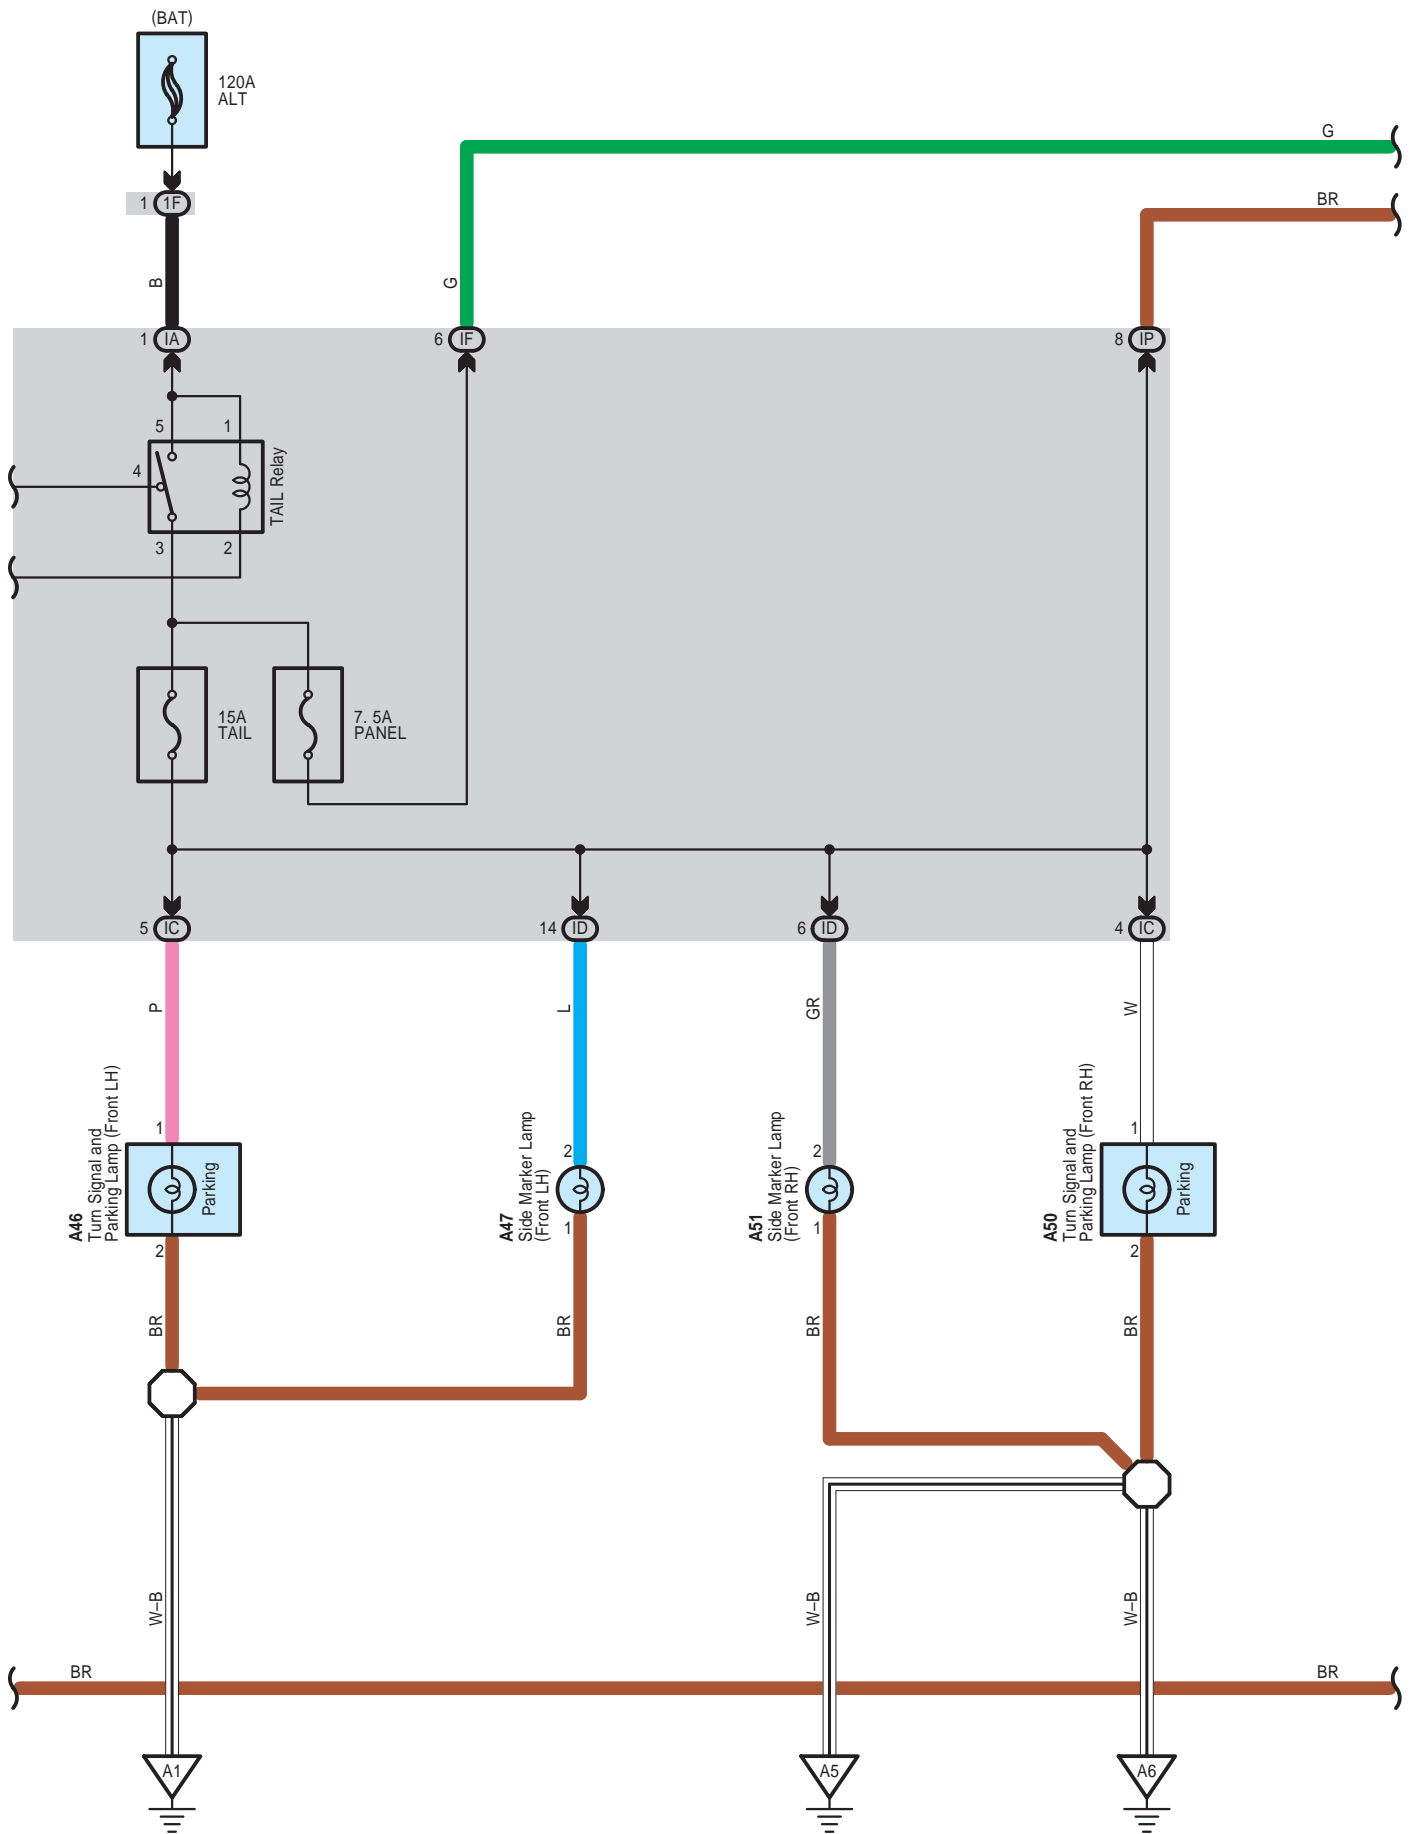 (BAT)
120A
ALT
1 1F
B
G
G
BR
1 IA
6 IF
8 IP
5
1
4
TAIL Relay
3
2
15A
TAIL
7. 5A
PANEL
5 IC
14 ID
6 ID
4 IC
P
L
GR
W
1
A46
Turn Signal and
Parking Lamp (Front LH)
Parking
2
2
A47
Side Marker Lamp
(Front LH)
1
2
A51
Side Marker Lamp
(Front RH)
1
1
A50
Turn Signal and
Parking Lamp (Front RH)
Parking
2
BR
BR
BR
BR
W–B
W–B
W–B
BR
BR
A1
A5
A6